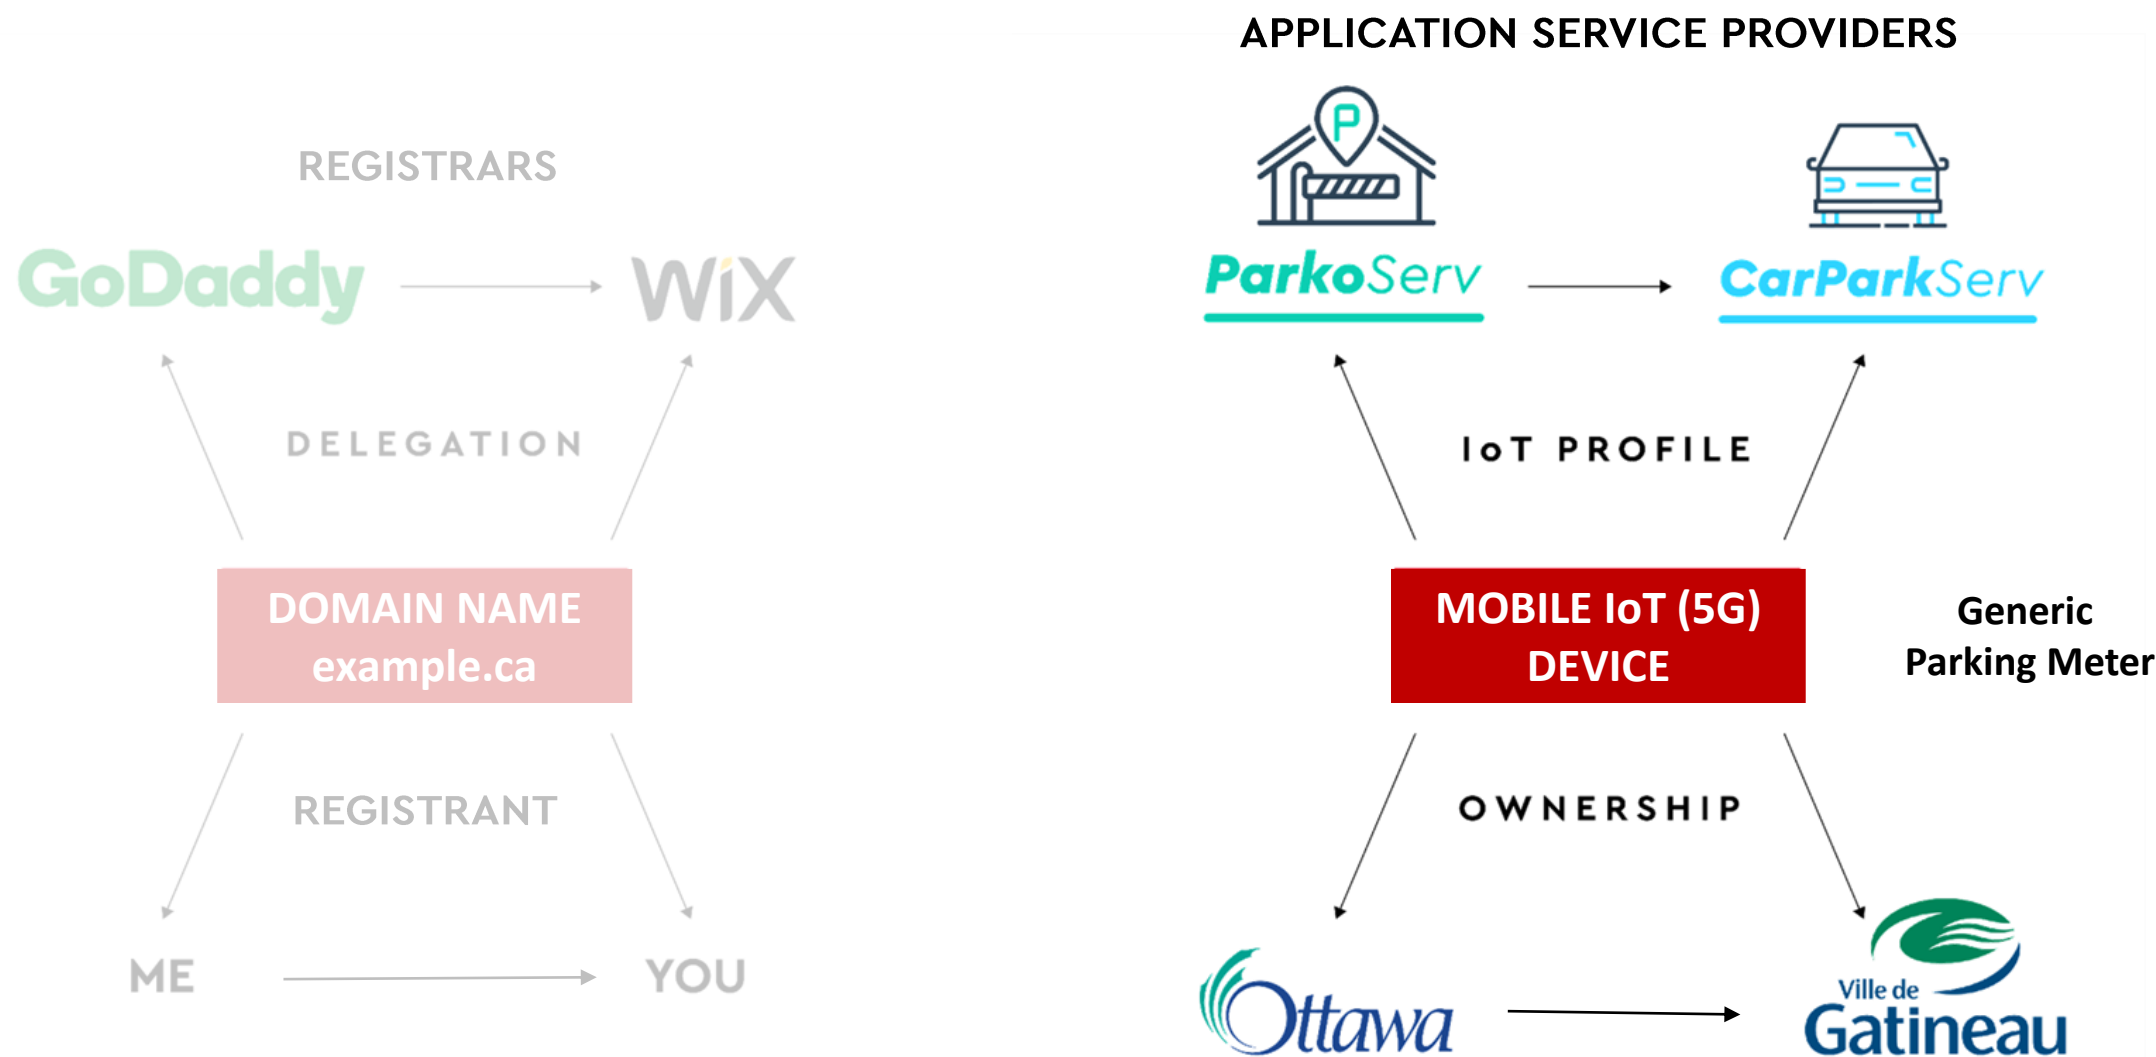 APPLICATION SERVICE PROVIDERS
REGISTRARS
GoDaddy
WiX
DELEGATION
DOMAIN NAME
example.ca
REGISTRANT
ME
YOU
P
ParkoServ
CarParkServ
IoT PROFILE
MOBILE IoT (5G)
DEVICE
Generic
Parking Meter
OWNERSHIP
Ottawa
Ville de
Gatineau